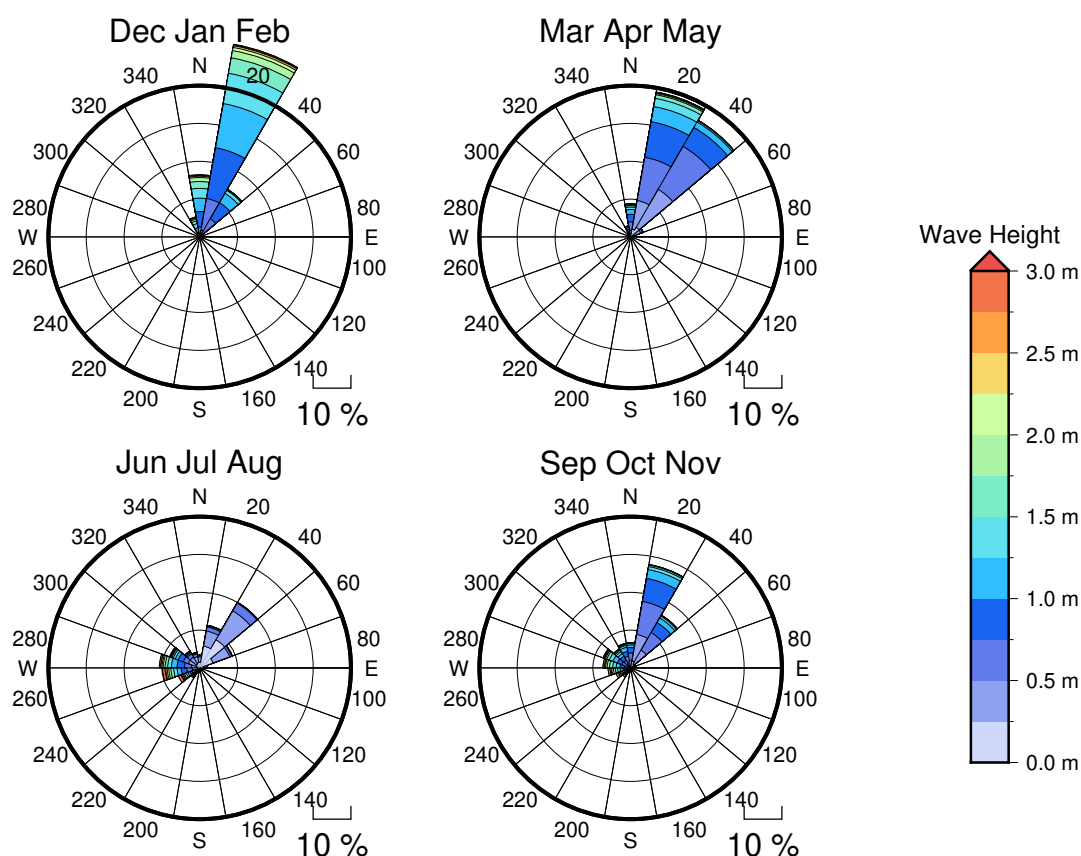 Dec Jan Feb
N
20
40
60
80
E
100
120
140
160
S
200
220
240
260
W
280
300
320
340
10 %
Mar Apr May
N
20
40
60
80
E
100
120
140
160
S
200
220
240
260
W
280
300
320
340
10 %
Jun Jul Aug
N
20
40
60
80
E
100
120
140
160
S
200
220
240
260
W
280
300
320
340
10 %
Sep Oct Nov
N
20
40
60
80
E
100
120
140
160
S
200
220
240
260
W
280
300
320
340
10 %
Wave Height
3.0 m
2.5 m
2.0 m
1.5 m
1.0 m
0.5 m
0.0 m